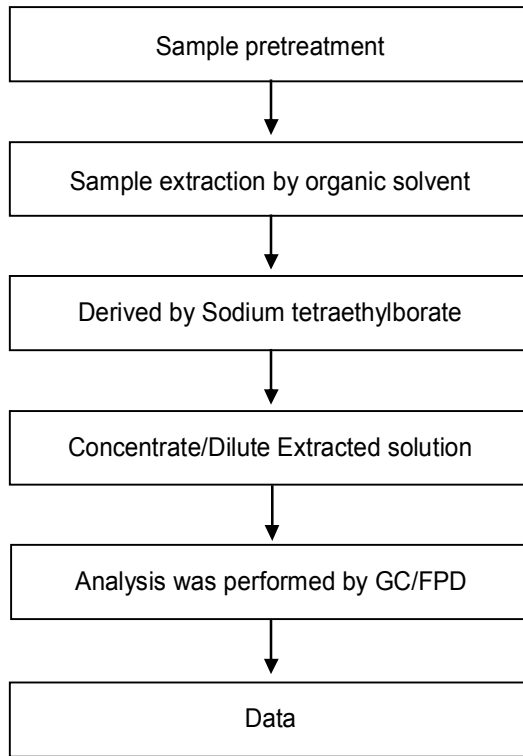 Sample pretreatment
Sample extraction by organic solvent
Derived by Sodium tetraethylborate
Concentrate/Dilute Extracted solution
Analysis was performed by GC/FPD
Data